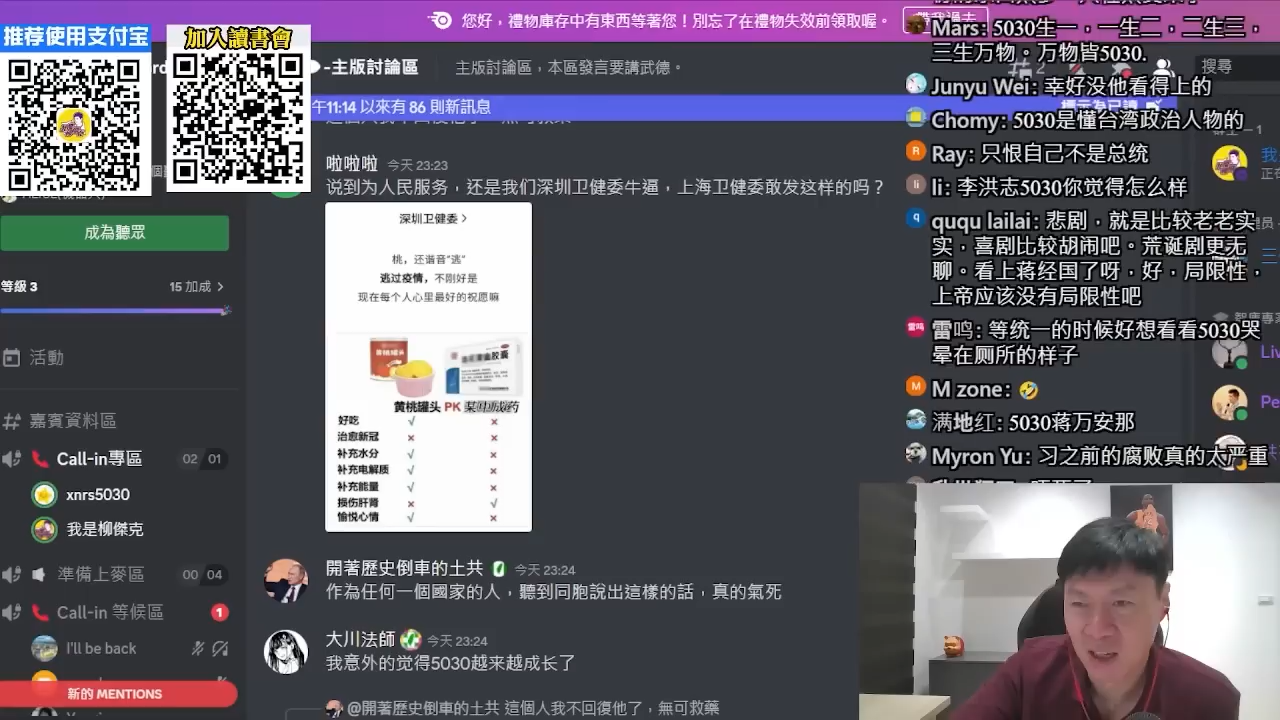 您好，禮物庫存中有東西等著您！別忘了在禮物失效前領取喔。
推荐使用支付宝
加入讀書會
-主版討論區
主版討論區，本區發言要講武德。
搜尋
午11:14 以來有 86 則新訊息
標示為已讀
成為聽眾
等級 3
15 加成
活動
嘉賓資料區
Call-in專區
02 01
xnrs5030
我是柳傑克
準備上麥區
00 04
Call-in 等候區
1
I'll be back
新的 MENTIONS
啦啦啦 今天 23:23
说到为人民服务，还是我们深圳卫健委牛逼，上海卫健委敢发这样的吗？
深圳卫健委
桃，还谐音“逃”
逃过疫情，不刚好是
现在每个人心里最好的祝愿嘛
黄桃罐头 PK
好吃 √ ×
治愈新冠 × ×
补充水分 √ ×
补充电解质 √ ×
补充能量 √ ×
损伤肝肾 × √
愉悦心情 √ ×
開著歷史倒車的土共 今天 23:24
作為任何一個國家的人，聽到同胞說出這樣的話，真的氣死
大川法師 今天 23:24
我意外的觉得5030越来越成长了
@開著歷史倒車的土共 這個人我不回復他了，無可救藥
Mars: 5030生一，一生二，二生三，
三生万物。万物皆5030.
Junyu Wei: 幸好没他看得上的
Chomy: 5030是懂台湾政治人物的
Ray: 只恨自己不是总统
li: 李洪志5030你觉得怎么样
ququ lailai: 悲剧，就是比较老老实
实，喜剧比较胡闹吧。荒诞剧更无
聊。看上蒋经国了呀，好，局限性，
上帝应该没有局限性吧
雷鸣: 等统一的时候好想看看5030哭
晕在厕所的样子
M zone: 🤣
满地红: 5030蒋万安那
Myron Yu: 习之前的腐败真的太严重